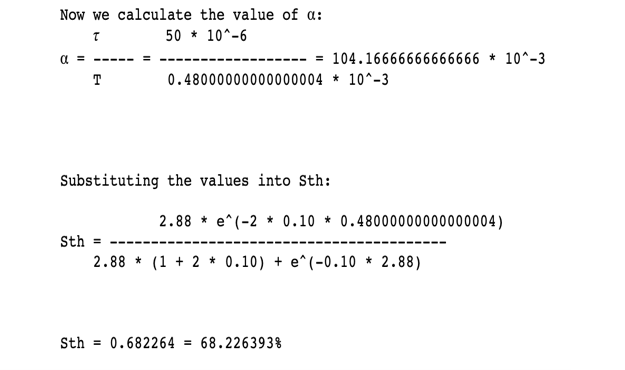 Now we calculate the value of α:
τ 50 * 10^-6
α = ----- = ------------------ = 104.16666666666666 * 10^-3
T 0.48000000000000004 * 10^-3
Substituting the values into Sth:
2.88 * e^(-2 * 0.10 * 0.48000000000000004)
Sth = -----------------------------------------
2.88 * (1 + 2 * 0.10) + e^(-0.10 * 2.88)
Sth = 0.682264 = 68.226393%